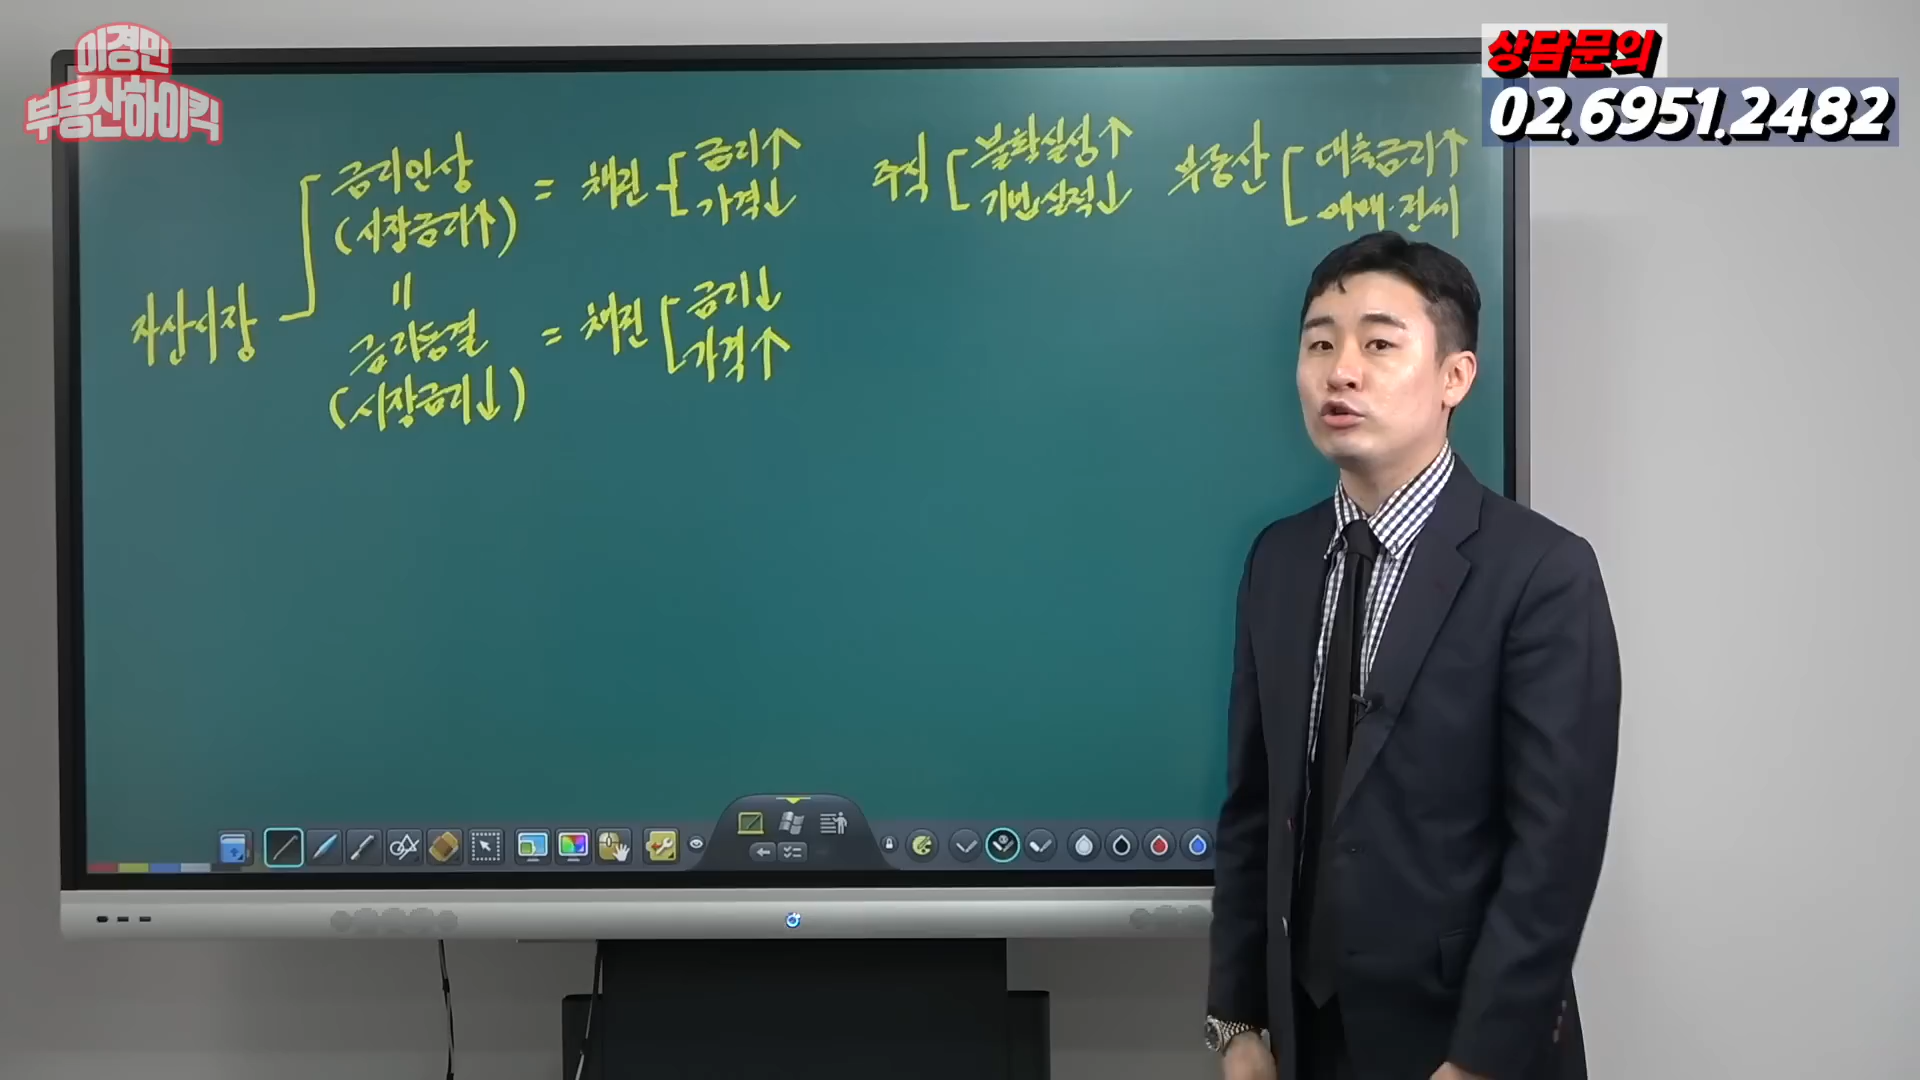 이경민
부동산하이킥
상담문의
02.6951.2482
자산시장
금리인상
(시장금리↑)
=
채권
금리↑
가격↓
주식
불확실성↑
기업실적↓
부동산
대출금리↑
매매·전세
=
금리동결
(시장금리↓)
=
채권
금리↓
가격↑